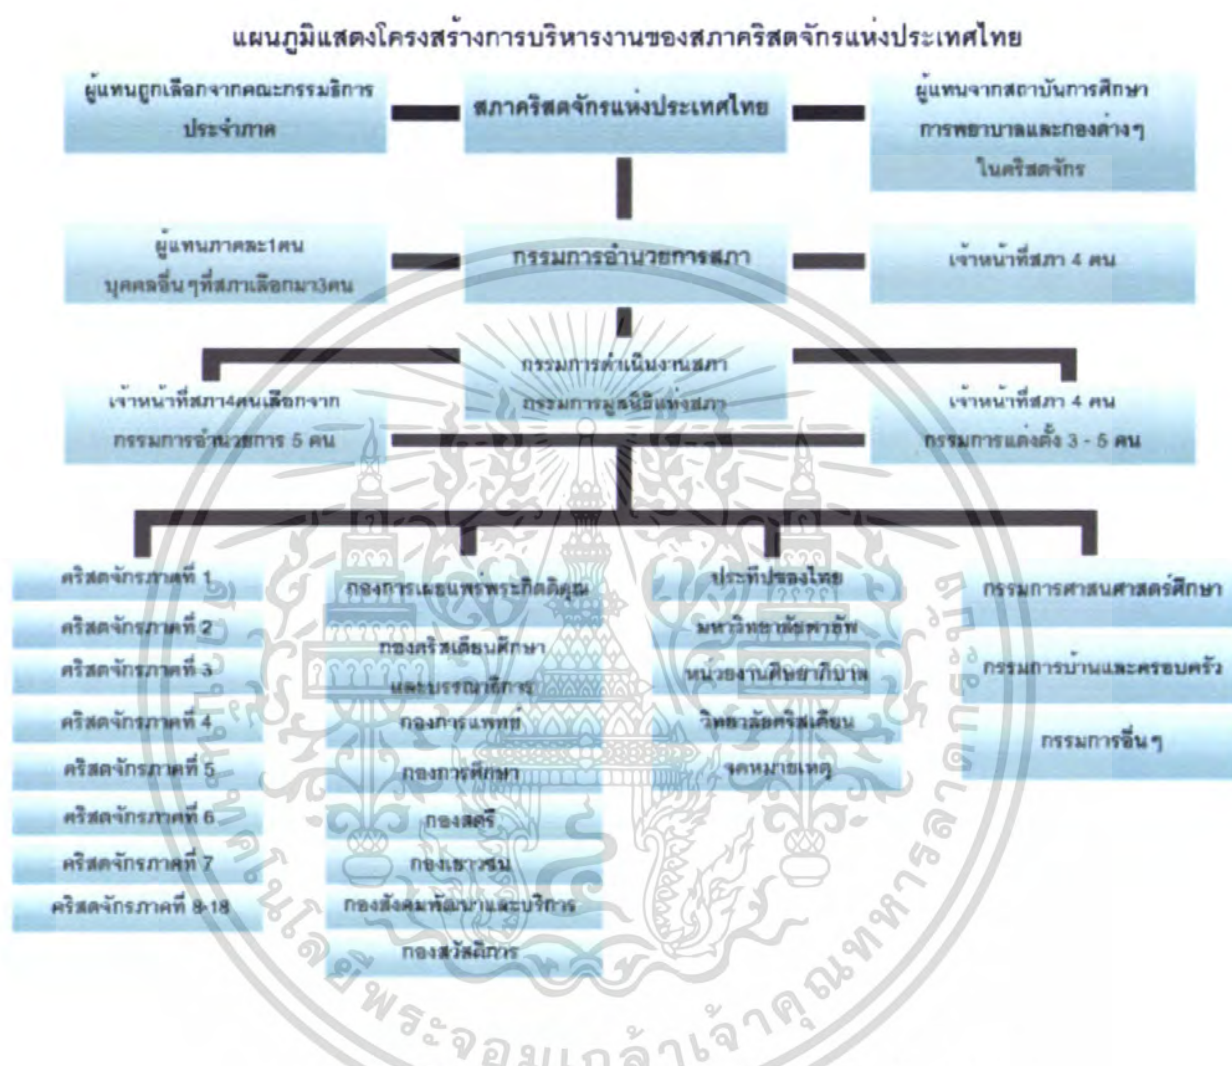 แผนภูมิแสดงโครงสร้างการบริหารงานของสภาคริสตจักรแห่งประเทศไทย
ผู้แทนถูกเลือกจากคณะกรรมธิการ
ประจำภาค
สภาคริสตจักรแห่งประเทศไทย
ผู้แทนจากสถาบันการศึกษา
การพยาบาลและกองต่างๆ
ในคริสตจักร
ผู้แทนภาคละ1คน
บุคคลอื่นๆที่สภาเลือกมา3คน
กรรมการอำนวยการสภา
เจ้าหน้าที่สภา 4 คน
กรรมการดำเนินงานสภา
กรรมการมูลนิธิแห่งสภา
เจ้าหน้าที่สภา4คนเลือกจาก
กรรมการอำนวยการ 5 คน
เจ้าหน้าที่สภา 4 คน
กรรมการแต่งตั้ง 3 - 5 คน
คริสตจักรภาคที่ 1
คริสตจักรภาคที่ 2
คริสตจักรภาคที่ 3
คริสตจักรภาคที่ 4
คริสตจักรภาคที่ 5
คริสตจักรภาคที่ 6
คริสตจักรภาคที่ 7
คริสตจักรภาคที่ 8-18
กองการเผยแพร่พระกิตติคุณ
กองคริสเตียนศึกษา
และบรรณาธิการ
กองการแพทย์
กองการศึกษา
กองสตรี
กองเยาวชน
กองสังคมพัฒนาและบริการ
กองสวัสดิการ
ประทีปของไทย
มหาวิทยาลัยพายัพ
หน่วยงานศิษยาภิบาล
วิทยาลัยคริสเตียน
จดหมายเหตุ
กรรมการศาสนศาสตร์ศึกษา
กรรมการบ้านและครอบครัว
กรรมการอื่นๆ
พระจอมเกล้าเจ้าคุณทหารลาดกระบัง